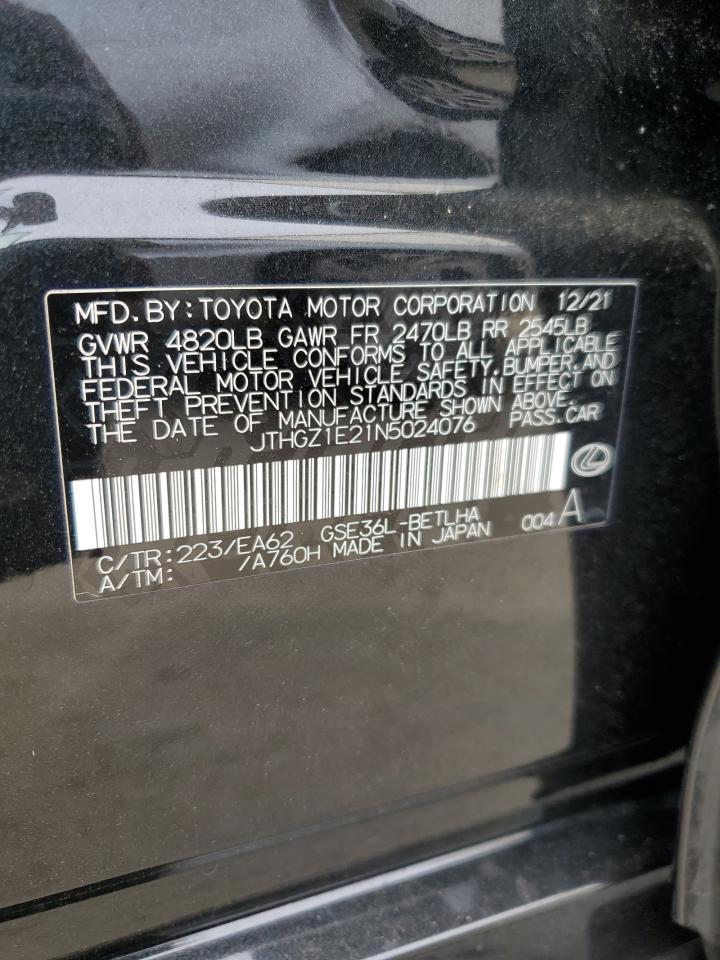 MFD. BY: TOYOTA MOTOR CORPORATION 12/21
GVWR 4820LB GAWR FR 2470LB RR 2545LB
THIS VEHICLE CONFORMS TO ALL APPLICABLE
FEDERAL MOTOR VEHICLE SAFETY, BUMPER, AND
THEFT PREVENTION STANDARDS IN EFFECT ON
THE DATE OF MANUFACTURE SHOWN ABOVE.
JTHGZ1E21N5024076 PASS.CAR
C/TR: 223/EA62 GSE36L-BETLHA 004 A
A/TM: /A760H MADE IN JAPAN